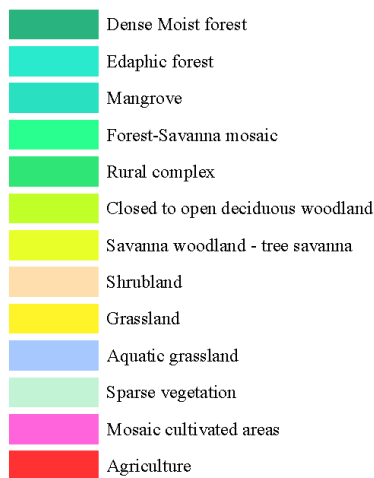 Dense Moist forest
Edaphic forest
Mangrove
Forest-Savanna mosaic
Rural complex
Closed to open deciduous woodland
Savanna woodland - tree savanna
Shrubland
Grassland
Aquatic grassland
Sparse vegetation
Mosaic cultivated areas
Agriculture